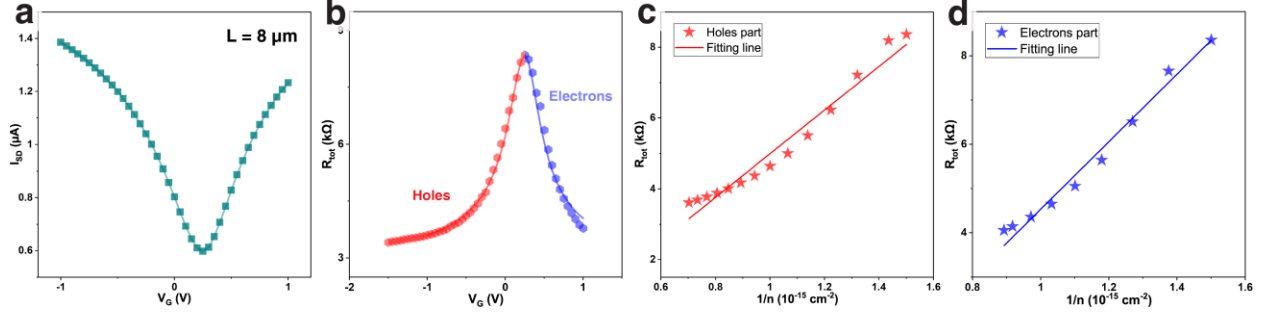 a
L = 8 µm
1.4
1.2
1
0.8
0.6
I_SD (µA)
-1
0
1
V_G (V)
b
9
6
3
R_tot (kΩ)
Electrons
Holes
-2
-1
0
1
2
V_G (V)
c
Holes part
Fitting line
8
6
4
2
R_tot (kΩ)
0.6
0.8
1.0
1.2
1.4
1.6
1/n (10^-15 cm^-2)
d
Electrons part
Fitting line
8
6
4
R_tot (kΩ)
0.8
1.0
1.2
1.4
1.6
1/n (10^-15 cm^-2)